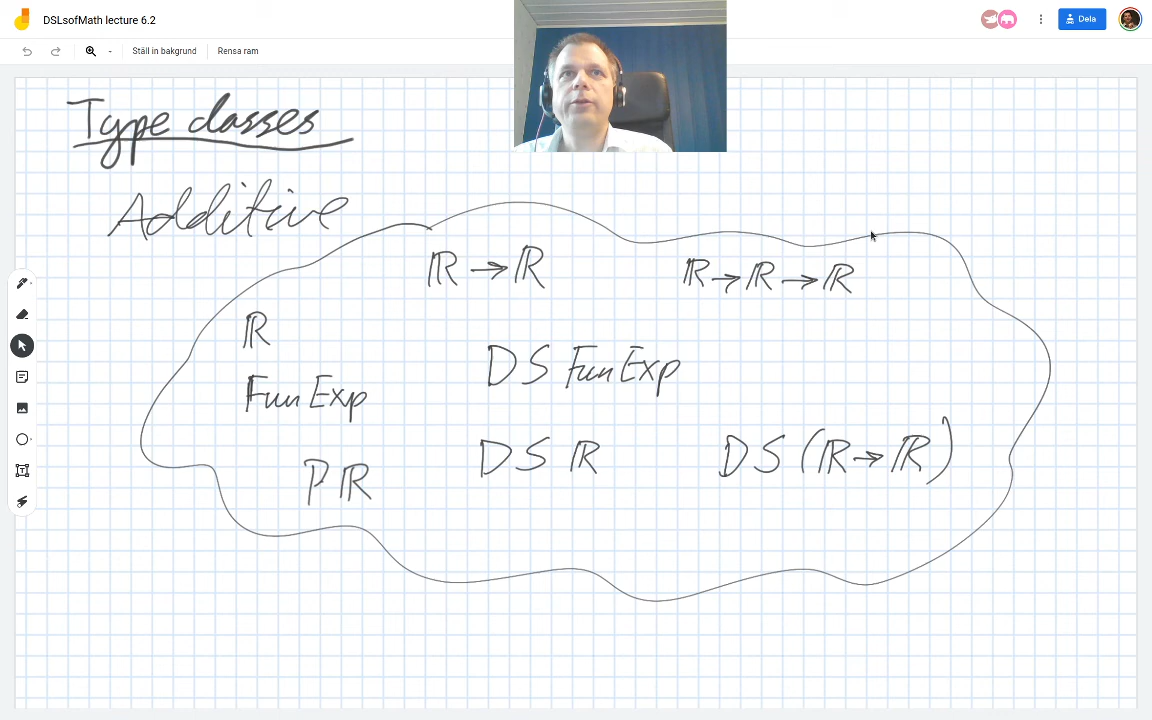 DSLsofMath lecture 6.2
Dela
Ställ in bakgrund
Rensa ram
Type classes
Additive
ℝ → ℝ
ℝ → ℝ → ℝ
ℝ
DS FunExp
FunExp
DS ℝ
DS (ℝ → ℝ)
P ℝ